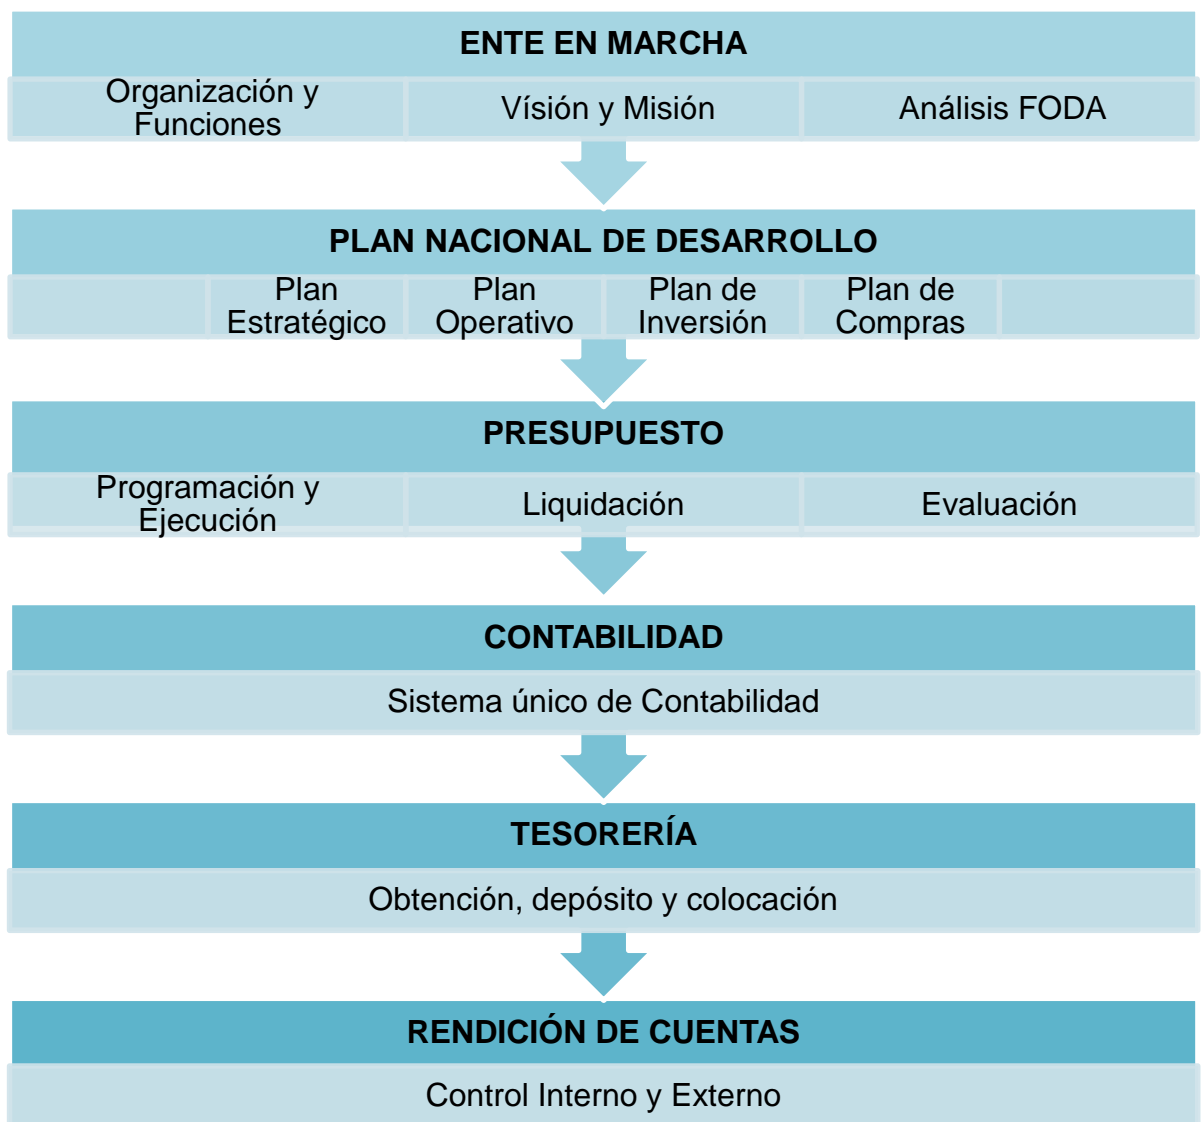 ENTE EN MARCHA
Organización y
Funciones
Vísión y Misión
Análisis FODA
PLAN NACIONAL DE DESARROLLO
Plan
Estratégico
Plan
Operativo
Plan de
Inversión
Plan de
Compras
PRESUPUESTO
Programación y
Ejecución
Liquidación
Evaluación
CONTABILIDAD
Sistema único de Contabilidad
TESORERÍA
Obtención, depósito y colocación
RENDICIÓN DE CUENTAS
Control Interno y Externo